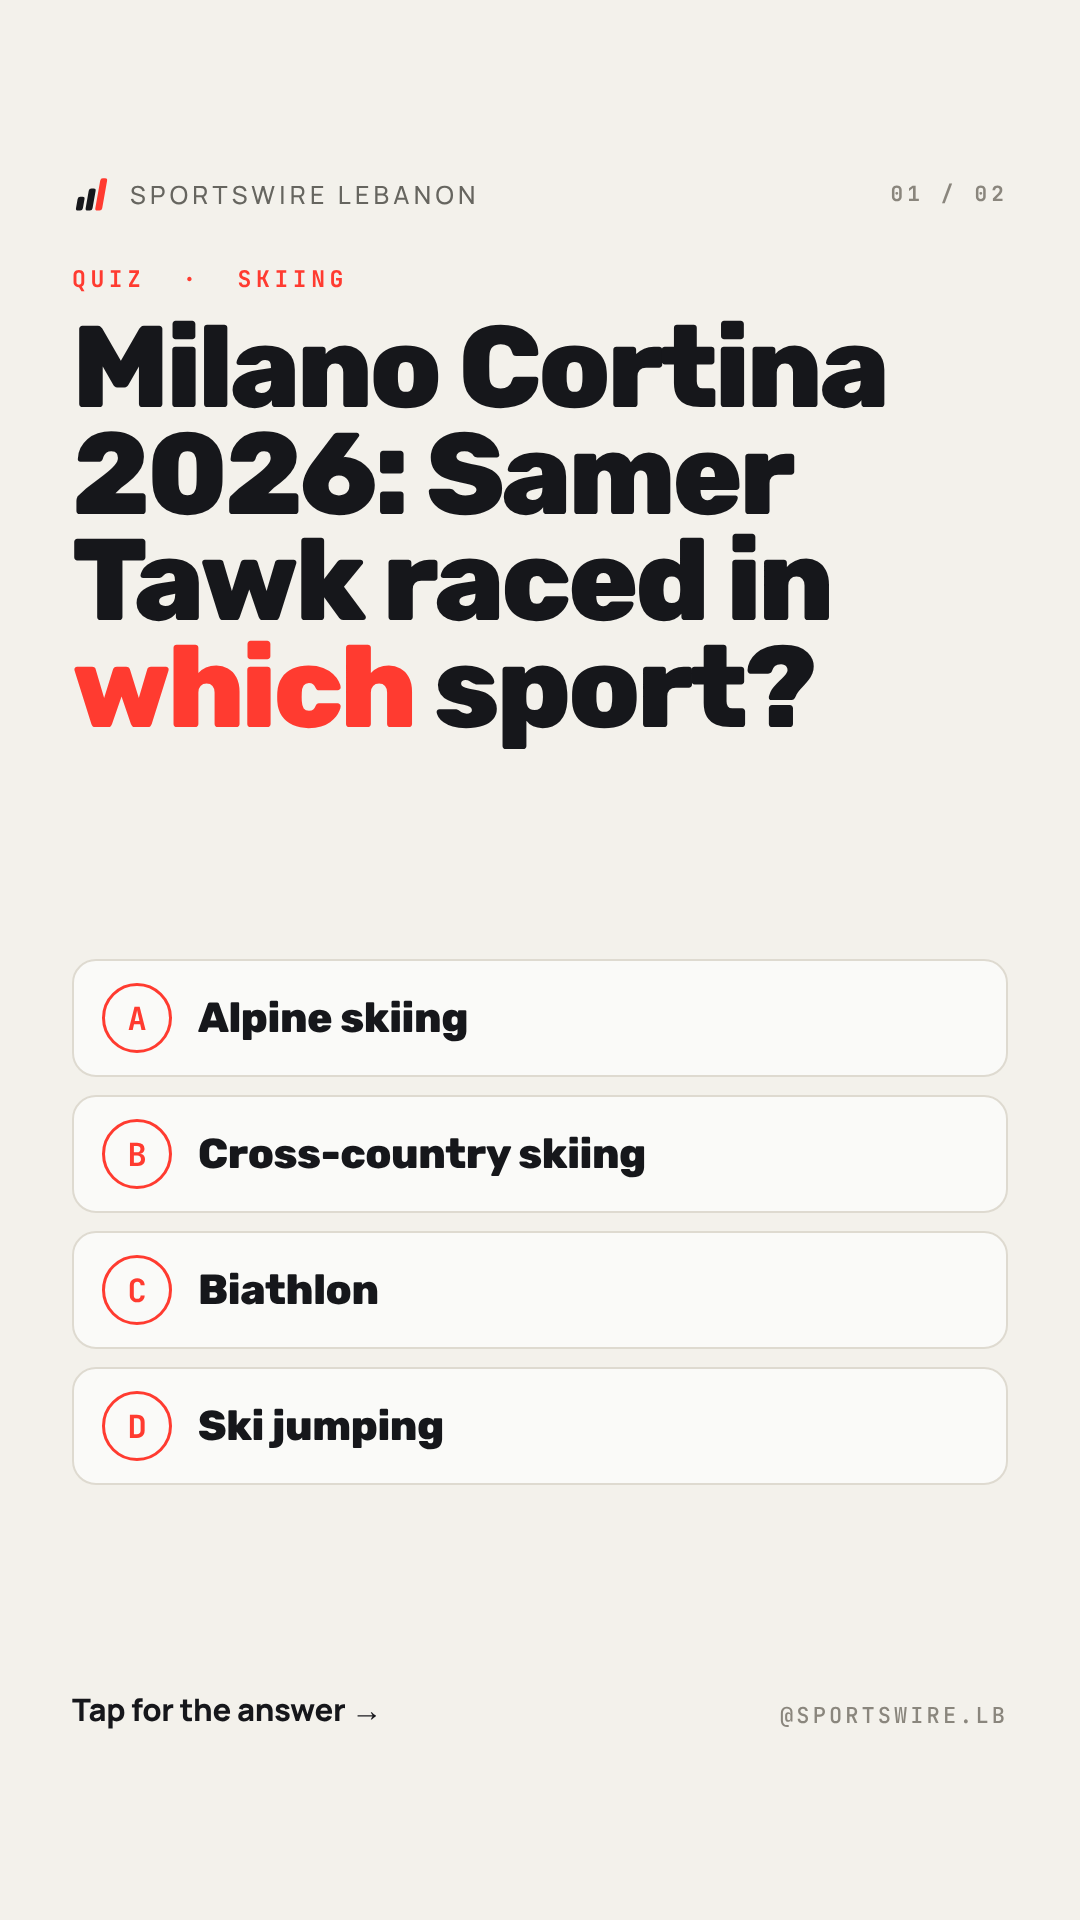 SPORTSWIRE LEBANON
01 / 02
QUIZ · SKIING
Milano Cortina
2026: Samer
Tawk raced in
which sport?
A Alpine skiing
B Cross-country skiing
C Biathlon
D Ski jumping
Tap for the answer →
@SPORTSWIRE.LB